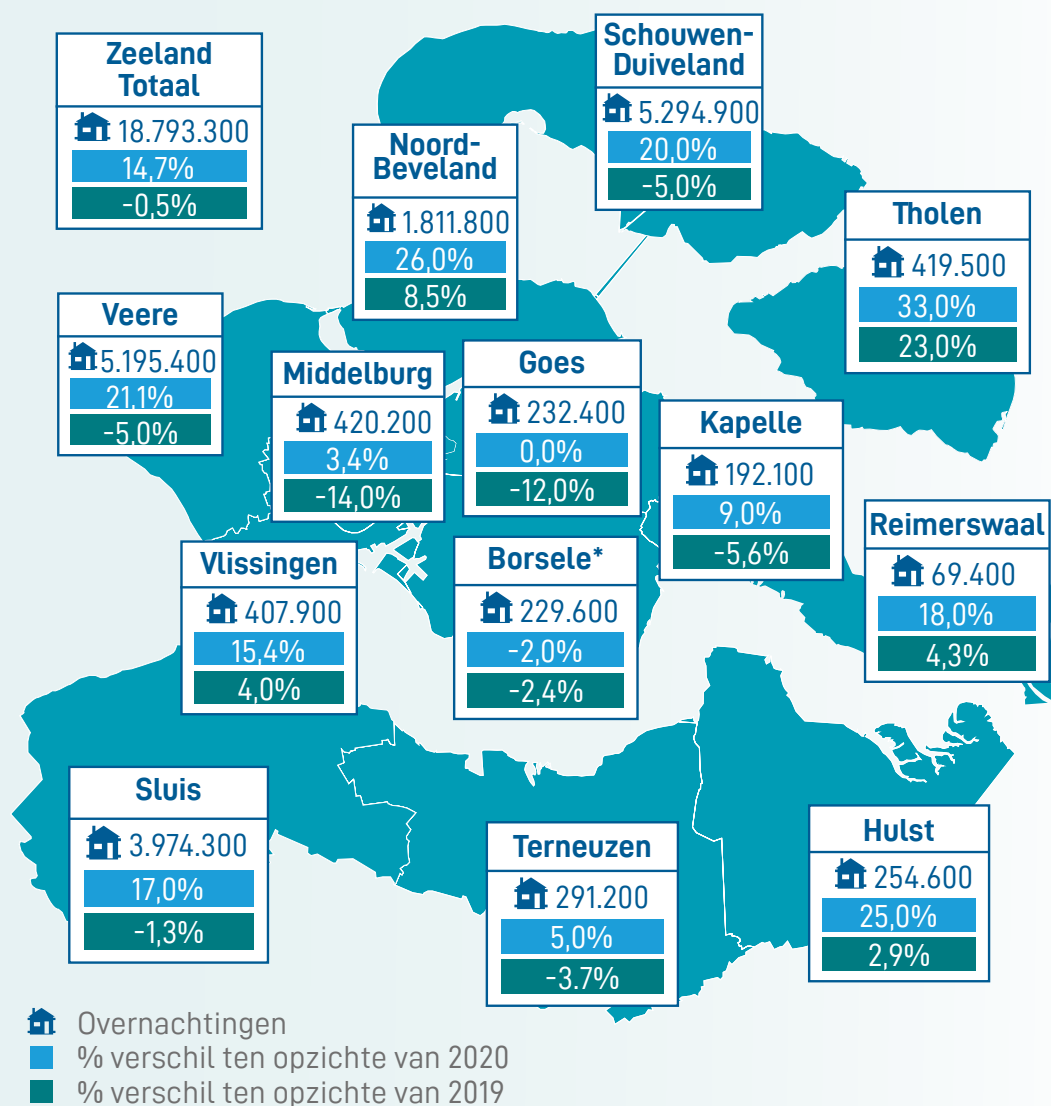 Zeeland
Totaal
18.793.300
14,7%
-0,5%
Schouwen-
Duiveland
5.294.900
20,0%
-5,0%
Noord-
Beveland
1.811.800
26,0%
8,5%
Tholen
419.500
33,0%
23,0%
Veere
5.195.400
21,1%
-5,0%
Middelburg
420.200
3,4%
-14,0%
Goes
232.400
0,0%
-12,0%
Kapelle
192.100
9,0%
-5,6%
Reimerswaal
69.400
18,0%
4,3%
Vlissingen
407.900
15,4%
4,0%
Borsele*
229.600
-2,0%
-2,4%
Sluis
3.974.300
17,0%
-1,3%
Terneuzen
291.200
5,0%
-3.7%
Hulst
254.600
25,0%
2,9%
Overnachtingen
% verschil ten opzichte van 2020
% verschil ten opzichte van 2019